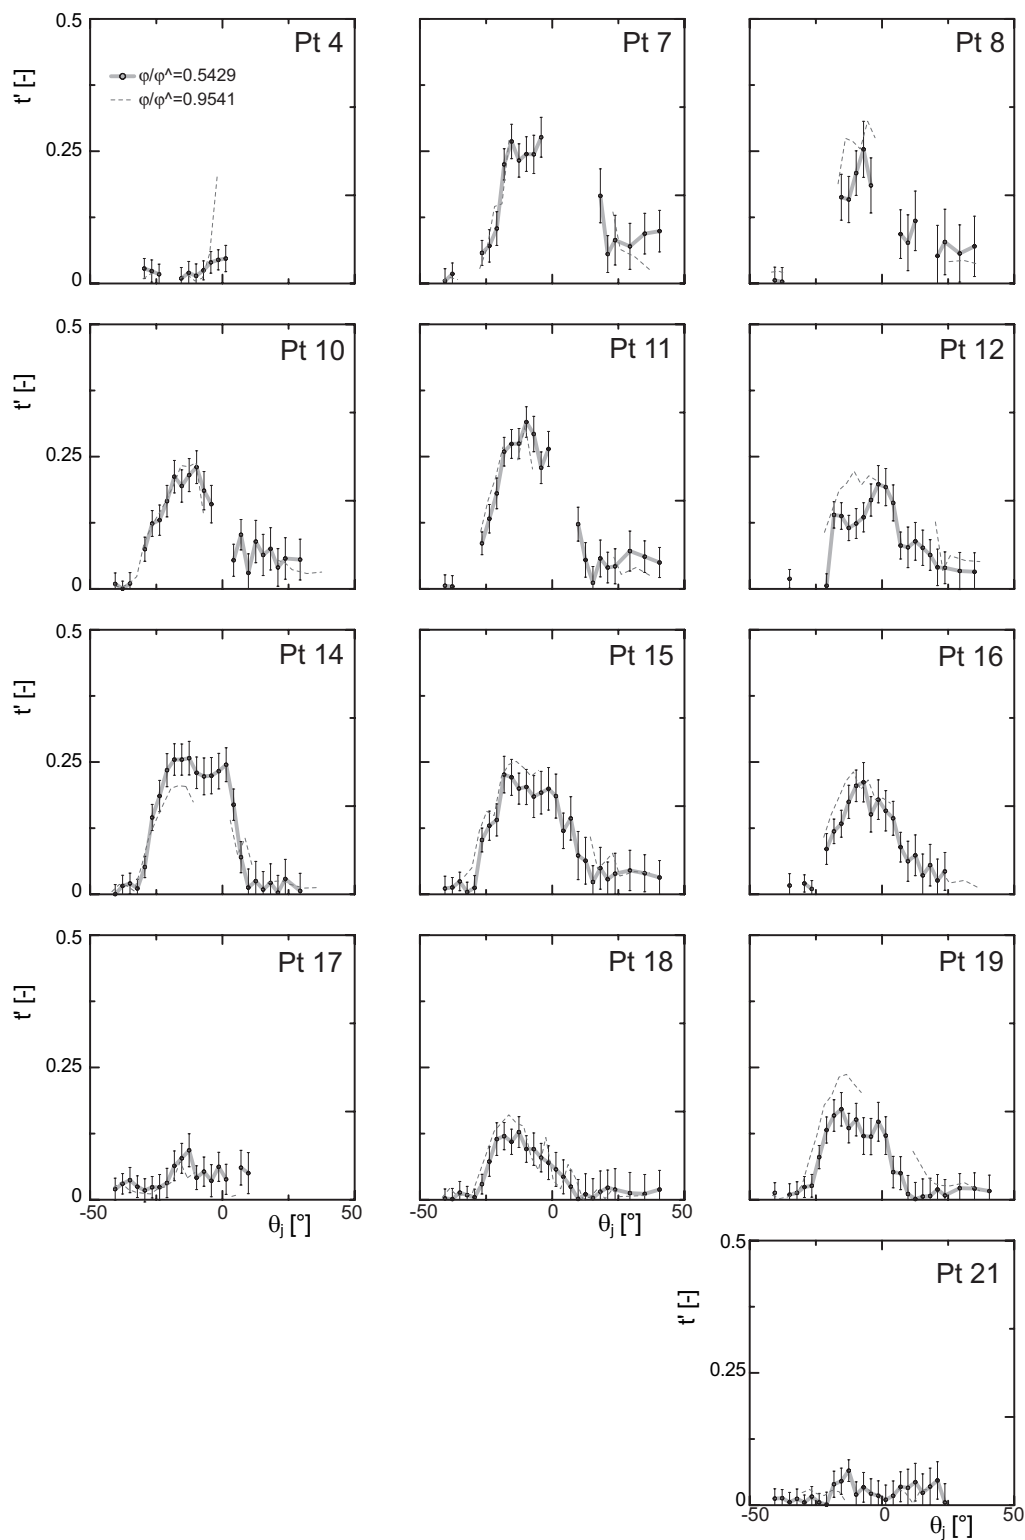 0.5
Pt 4
Pt 7
Pt 8
t' [-]
φ/φ^=0.5429
φ/φ^=0.9541
0.25
0
Pt 10
Pt 11
Pt 12
0.5
t' [-]
0.25
0
0.5
Pt 14
Pt 15
Pt 16
t' [-]
0.25
0
0.5
Pt 17
Pt 18
Pt 19
t' [-]
0.25
0
-50 0 50
-50 0 50
θj [°]
θj [°]
0.5
Pt 21
t' [-]
0.25
0
-50 0 50
θj [°]